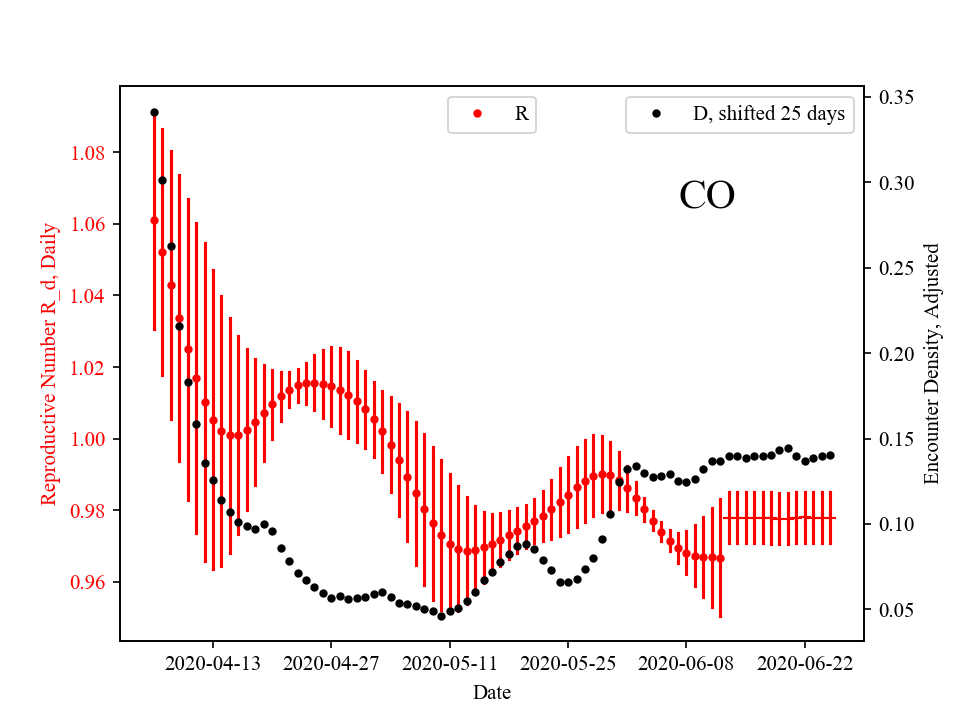 R
D, shifted 25 days
CO
Reproductive Number R_d, Daily
1.08
1.06
1.04
1.02
1.00
0.98
0.96
0.35
0.30
0.25
0.20
0.15
0.10
0.05
Encounter Density, Adjusted
2020-04-13 2020-04-27 2020-05-11 2020-05-25 2020-06-08 2020-06-22
Date